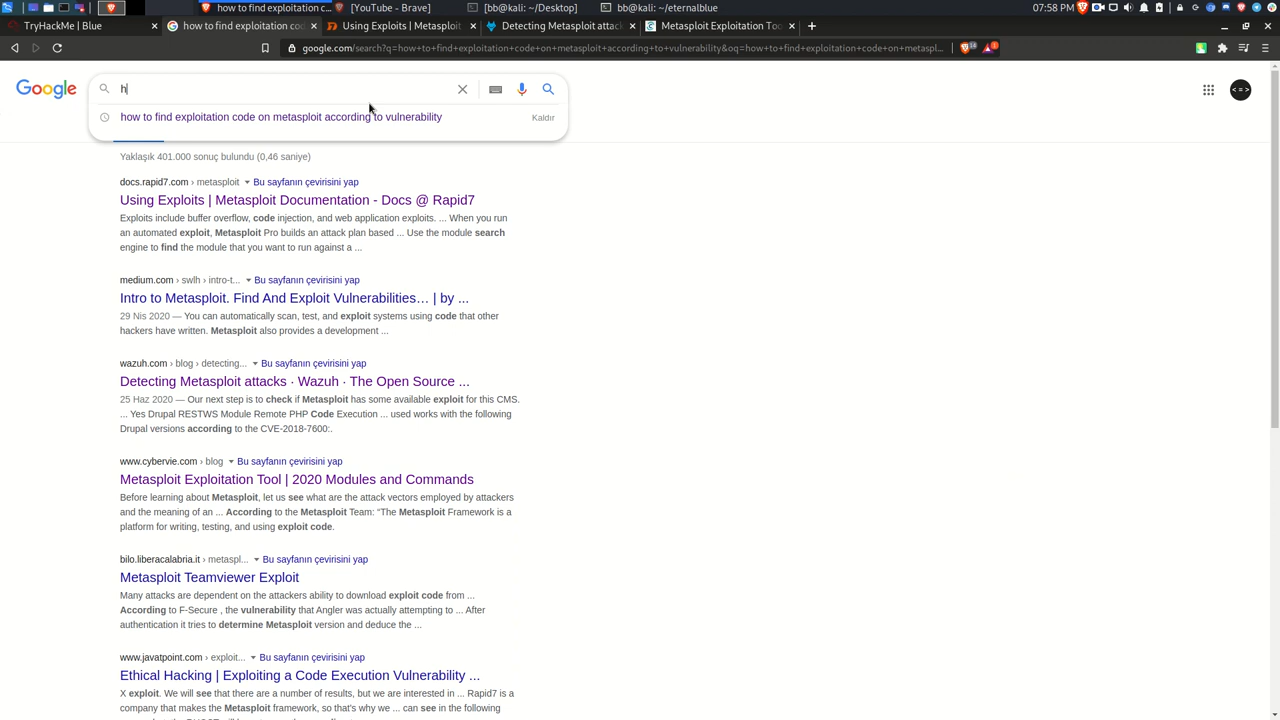 how to find exploitation c...
[YouTube - Brave]
[bb@kali: ~/Desktop]
bb@kali: ~/eternalblue
07:58 PM
TryHackMe | Blue
how to find exploitation code
Using Exploits | Metasploit
Detecting Metasploit attack
Metasploit Exploitation Too
google.com/search?q=how+to+find+exploitation+code+on+metasploit+according+to+vulnerability&oq=how+to+find+exploitation+code+on+metaspl...
Google
h
< = >
how to find exploitation code on metasploit according to vulnerability
Kaldır
Yaklaşık 401.000 sonuç bulundu (0,46 saniye)
docs.rapid7.com › metasploit Bu sayfanın çevirisini yap
Using Exploits | Metasploit Documentation - Docs @ Rapid7
Exploits include buffer overflow, code injection, and web application exploits. ... When you run
an automated exploit, Metasploit Pro builds an attack plan based ... Use the module search
engine to find the module that you want to run against a ...
medium.com › swlh › intro-t... Bu sayfanın çevirisini yap
Intro to Metasploit. Find And Exploit Vulnerabilities… | by ...
29 Nis 2020 — You can automatically scan, test, and exploit systems using code that other
hackers have written. Metasploit also provides a development ...
wazuh.com › blog › detecting... Bu sayfanın çevirisini yap
Detecting Metasploit attacks · Wazuh · The Open Source ...
25 Haz 2020 — Our next step is to check if Metasploit has some available exploit for this CMS.
... Yes Drupal RESTWS Module Remote PHP Code Execution ... used works with the following
Drupal versions according to the CVE-2018-7600:.
www.cybervie.com › blog Bu sayfanın çevirisini yap
Metasploit Exploitation Tool | 2020 Modules and Commands
Before learning about Metasploit, let us see what are the attack vectors employed by attackers
and the meaning of an ... According to the Metasploit Team: “The Metasploit Framework is a
platform for writing, testing, and using exploit code.
bilo.liberacalabria.it › metaspl... Bu sayfanın çevirisini yap
Metasploit Teamviewer Exploit
Many attacks are dependent on the attackers ability to download exploit code from ...
According to F-Secure , the vulnerability that Angler was actually attempting to ... After
authentication it tries to determine Metasploit version and deduce the ...
www.javatpoint.com › exploit... Bu sayfanın çevirisini yap
Ethical Hacking | Exploiting a Code Execution Vulnerability ...
X exploit. We will see that there are a number of results, but we are interested in ... Rapid7 is a
company that makes the Metasploit framework, so that's why we ... can see in the following